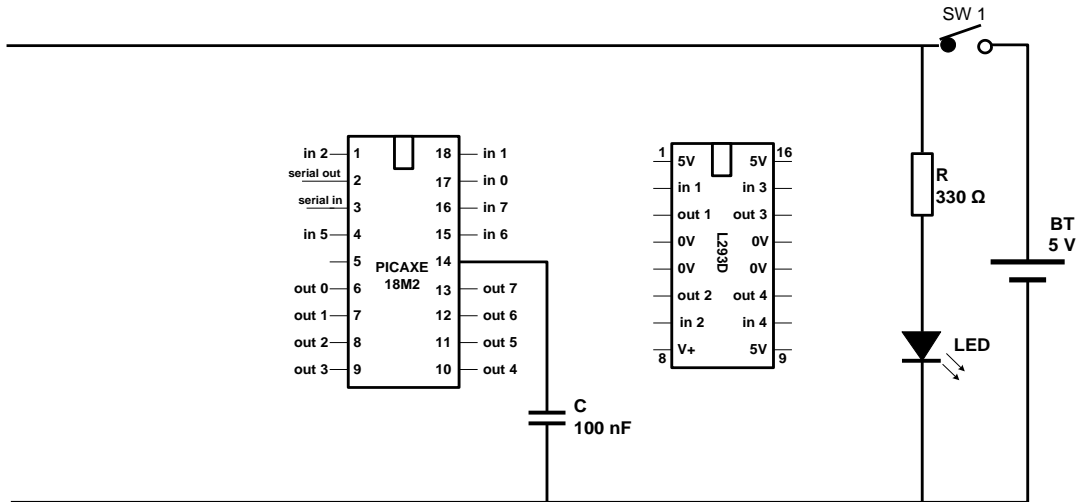 SW 1
in 2 1 18 in 1
serial out 2 17 in 0
serial in 3 16 in 7
in 5 4 15 in 6
5 14
PICAXE
18M2
out 0 6 13 out 7
out 1 7 12 out 6
out 2 8 11 out 5
out 3 9 10 out 4
C
100 nF
1 5V 5V 16
in 1 in 3
out 1 out 3
0V 0V
L293D
0V 0V
out 2 out 4
in 2 in 4
8 V+ 5V 9
R
330 Ω
LED
BT
5 V